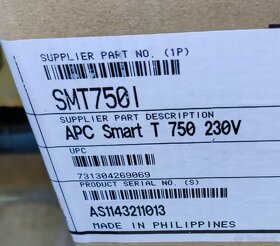 SUPPLIER PART NO. (1P)
SMT750I
SUPPLIER PART DESCRIPTION
APC Smart T 750 230V
UPC
731304269069
PRODUCT SERIAL NO. (S)
AS1143211013
MADE IN PHILIPPINES